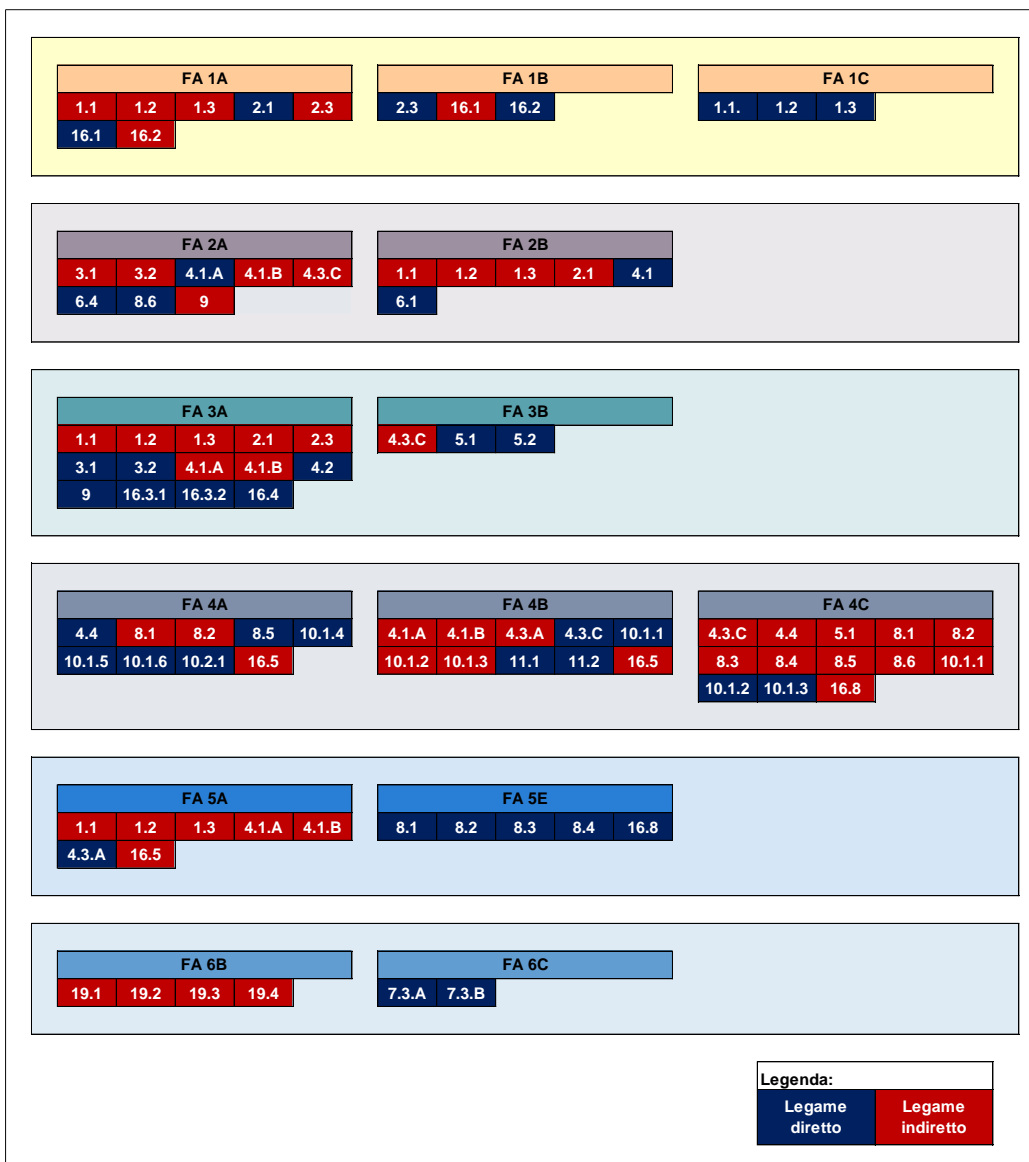 FA 1A FA 1B FA 1C
1.1 1.2 1.3 2.1 2.3 2.3 16.1 16.2 1.1. 1.2 1.3
16.1 16.2
FA 2A FA 2B
3.1 3.2 4.1.A 4.1.B 4.3.C 1.1 1.2 1.3 2.1 4.1
6.4 8.6 9 6.1
FA 3A FA 3B
1.1 1.2 1.3 2.1 2.3 4.3.C 5.1 5.2
3.1 3.2 4.1.A 4.1.B 4.2
9 16.3.1 16.3.2 16.4
FA 4A FA 4B FA 4C
4.4 8.1 8.2 8.5 10.1.4 4.1.A 4.1.B 4.3.A 4.3.C 10.1.1 4.3.C 4.4 5.1 8.1 8.2
10.1.5 10.1.6 10.2.1 16.5 10.1.2 10.1.3 11.1 11.2 16.5 8.3 8.4 8.5 8.6 10.1.1
10.1.2 10.1.3 16.8
FA 5A FA 5E
1.1 1.2 1.3 4.1.A 4.1.B 8.1 8.2 8.3 8.4 16.8
4.3.A 16.5
FA 6B FA 6C
19.1 19.2 19.3 19.4 7.3.A 7.3.B
Legenda:
Legame Legame
diretto indiretto